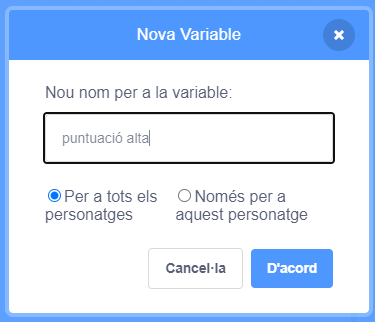 Nova Variable
Nou nom per a la variable:
puntuació alta
Per a tots els
personatges
Només per a
aquest personatge
Cancel·la
D'acord